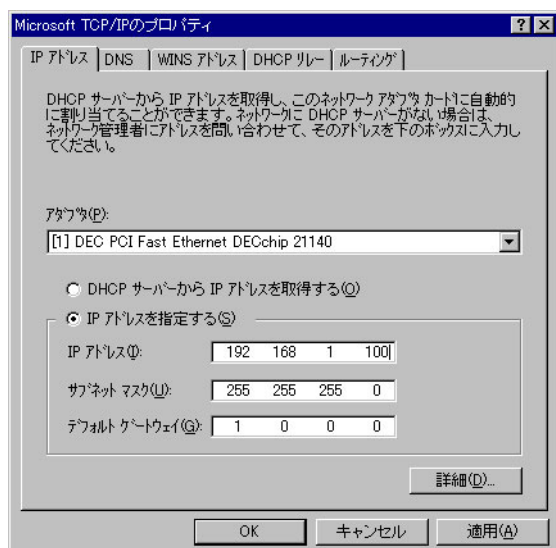 Microsoft TCP/IPのプロパティ
IP アドレス DNS WINS アドレス DHCP リレー ルーティング
DHCP サーバーから IP アドレスを取得し、このネットワーク アダプタ カードに自動的
に割り当てることができます。ネットワークに DHCP サーバーがない場合は、
ネットワーク管理者にアドレスを問い合わせて、そのアドレスを下のボックスに入力し
てください。
アダプタ(P):
[1] DEC PCI Fast Ethernet DECchip 21140
DHCP サーバーから IP アドレスを取得する(O)
IP アドレスを指定する(S)
IP アドレス(I): 192 168 1 100
サブネット マスク(U): 255 255 255 0
デフォルト ゲートウェイ(G): 1 0 0 0
詳細(D)...
OK キャンセル 適用(A)